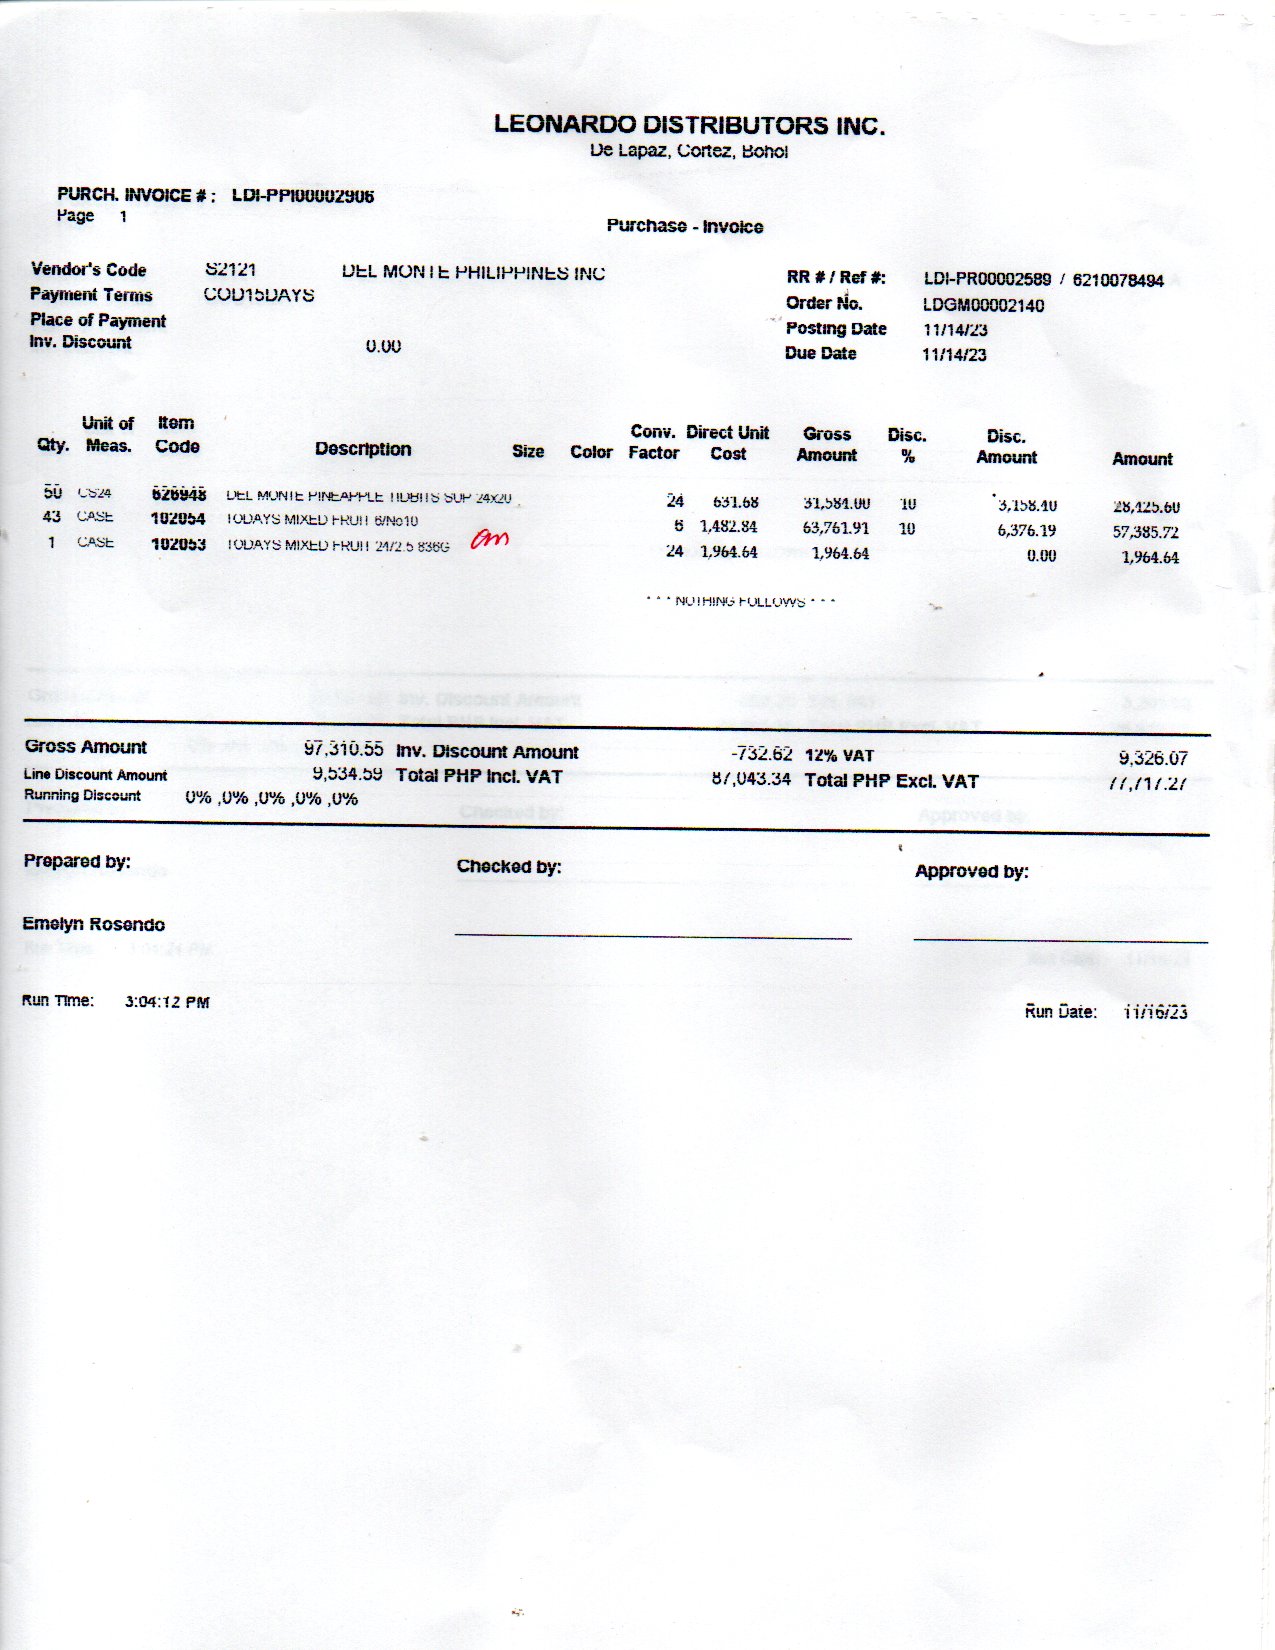 LEONARDO DISTRIBUTORS INC.
De Lapaz, Cortez, Bohol
PURCH. INVOICE # : LDI-PPI00002906
Page 1
Purchase - Invoice
Vendor's Code S2121 DEL MONTE PHILIPPINES INC
Payment Terms COD15DAYS
Place of Payment
Inv. Discount 0.00
RR # / Ref #: LDI-PR00002589 / 6210078494
Order No. LDGM00002140
Posting Date 11/14/23
Due Date 11/14/23
Qty. Unit of Meas. Item Code Description Size Color Conv. Factor Direct Unit Cost Gross Amount Disc. % Disc. Amount Amount
50 CS24 626948 DEL MONTE PINEAPPLE TIDBITS SUP 24x20 24 631.68 31,584.00 10 3,158.40 28,425.60
43 CASE 102054 TODAYS MIXED FRUIT 6/No10 6 1,482.84 63,761.91 10 6,376.19 57,385.72
1 CASE 102053 TODAYS MIXED FRUIT 24/2.5 836G 24 1,964.64 1,964.64 0.00 1,964.64
* * * NOTHING FOLLOWS * * *
Gross Amount 97,310.55 Inv. Discount Amount -732.62 12% VAT 9,326.07
Line Discount Amount 9,534.59 Total PHP Incl. VAT 87,043.34 Total PHP Excl. VAT 77,717.27
Running Discount 0% ,0% ,0% ,0% ,0%
Prepared by: Checked by: Approved by:
Emelyn Rosendo
Run Time: 3:04:12 PM Run Date: 11/16/23